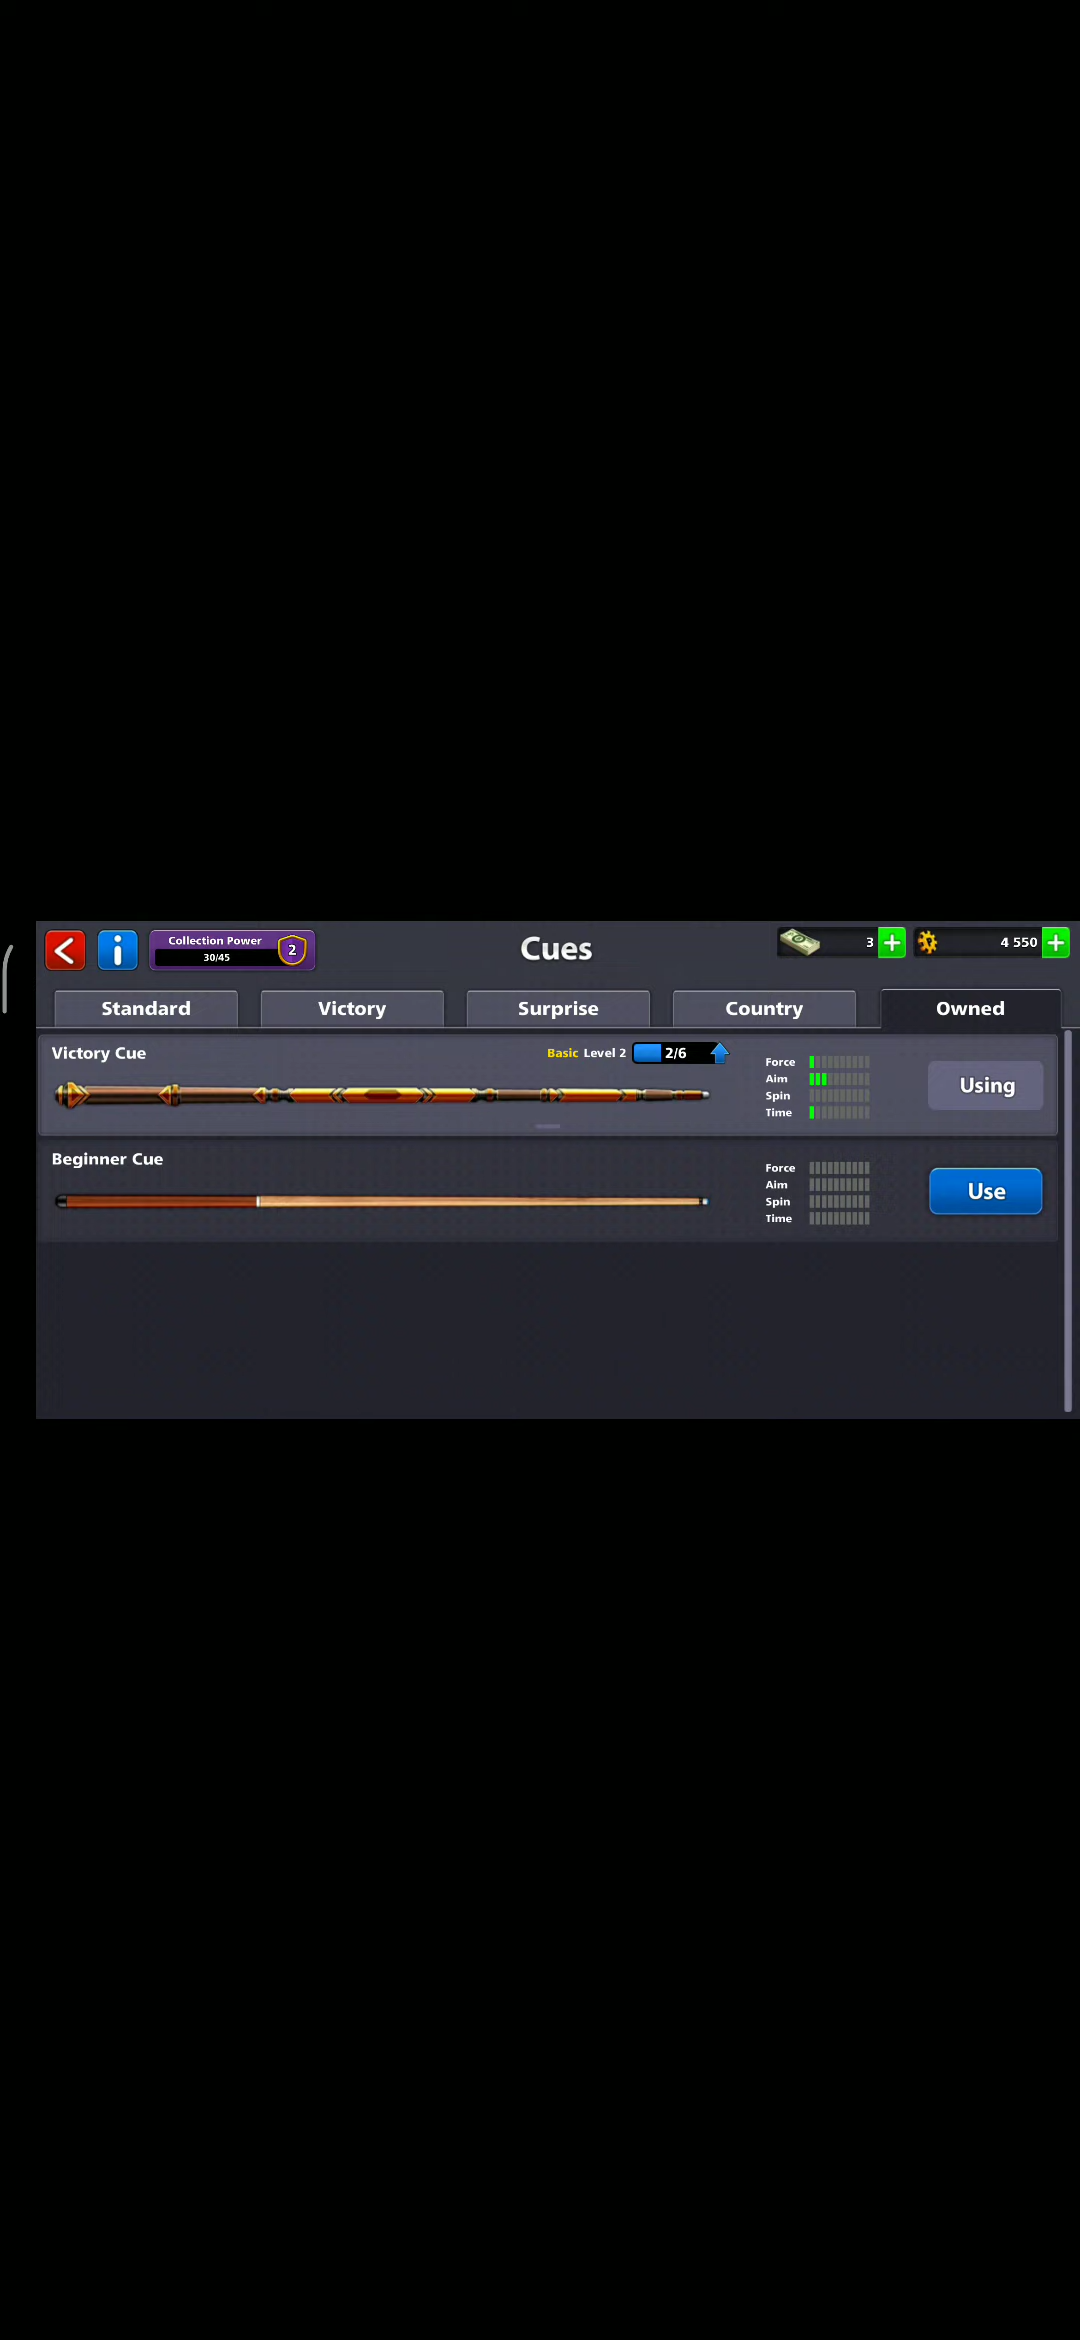 Collection Power
30/45
2
Cues
3
4 550
Standard
Victory
Surprise
Country
Owned
Victory Cue
Basic Level 2
2/6
Force
Aim
Spin
Time
Using
Beginner Cue
Force
Aim
Spin
Time
Use